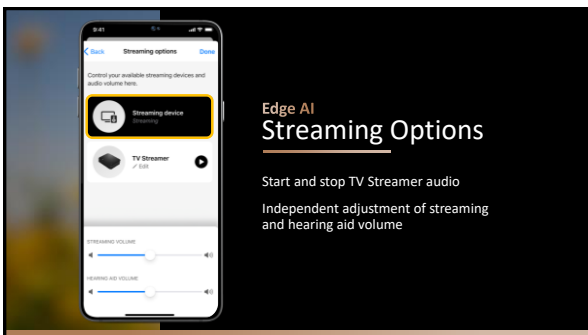 9:41
Back Streaming options Done
Control your available streaming devices and
audio volume here.
Streaming device
Streaming
TV Streamer
Edit
STREAMING VOLUME
HEARING AID VOLUME
Edge AI
Streaming Options
Start and stop TV Streamer audio
Independent adjustment of streaming
and hearing aid volume